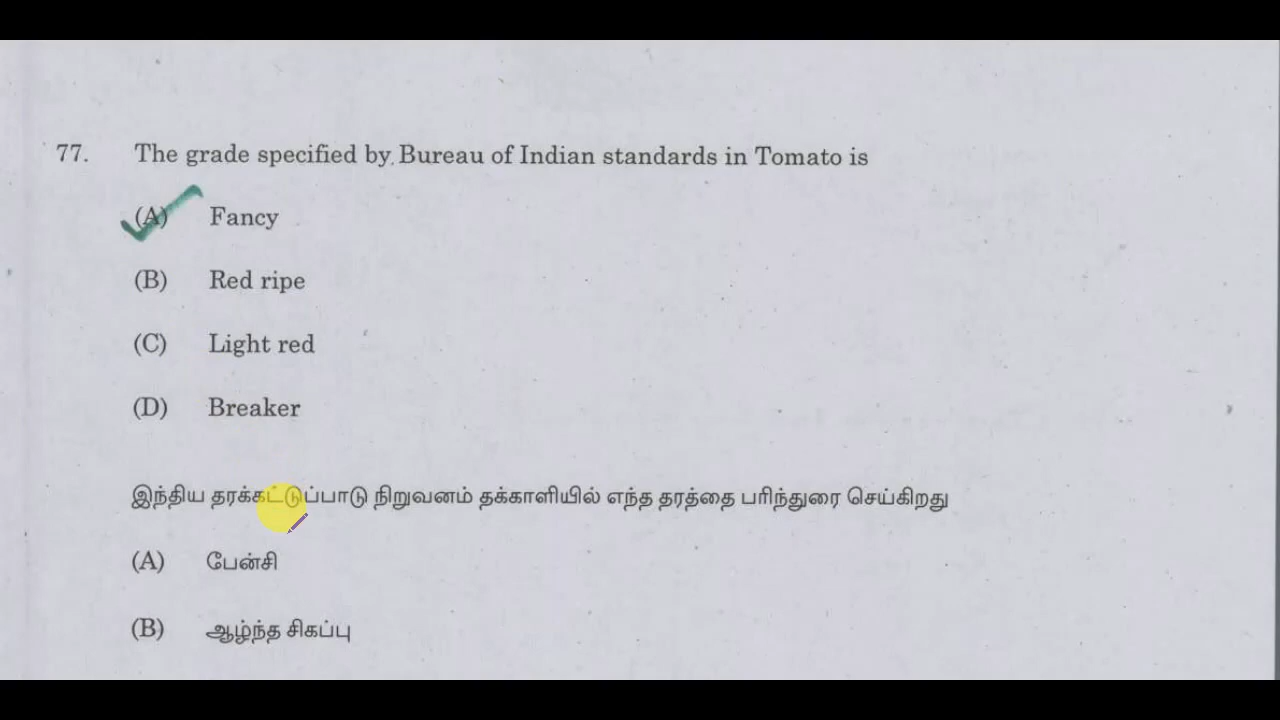 77. The grade specified by Bureau of Indian standards in Tomato is
(A) Fancy
(B) Red ripe
(C) Light red
(D) Breaker
இந்திய தரக்கட்டுப்பாடு நிறுவனம் தக்காளியில் எந்த தரத்தை பரிந்துரை செய்கிறது
(A) பேன்சி
(B) ஆழ்ந்த சிகப்பு